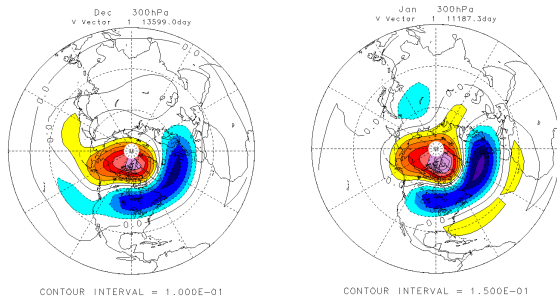 Dec 300hPa
V Vector 1 13599.0day
CONTOUR INTERVAL = 1.000E-01
Jan 300hPa
V Vector 1 11187.3day
CONTOUR INTERVAL = 1.500E-01